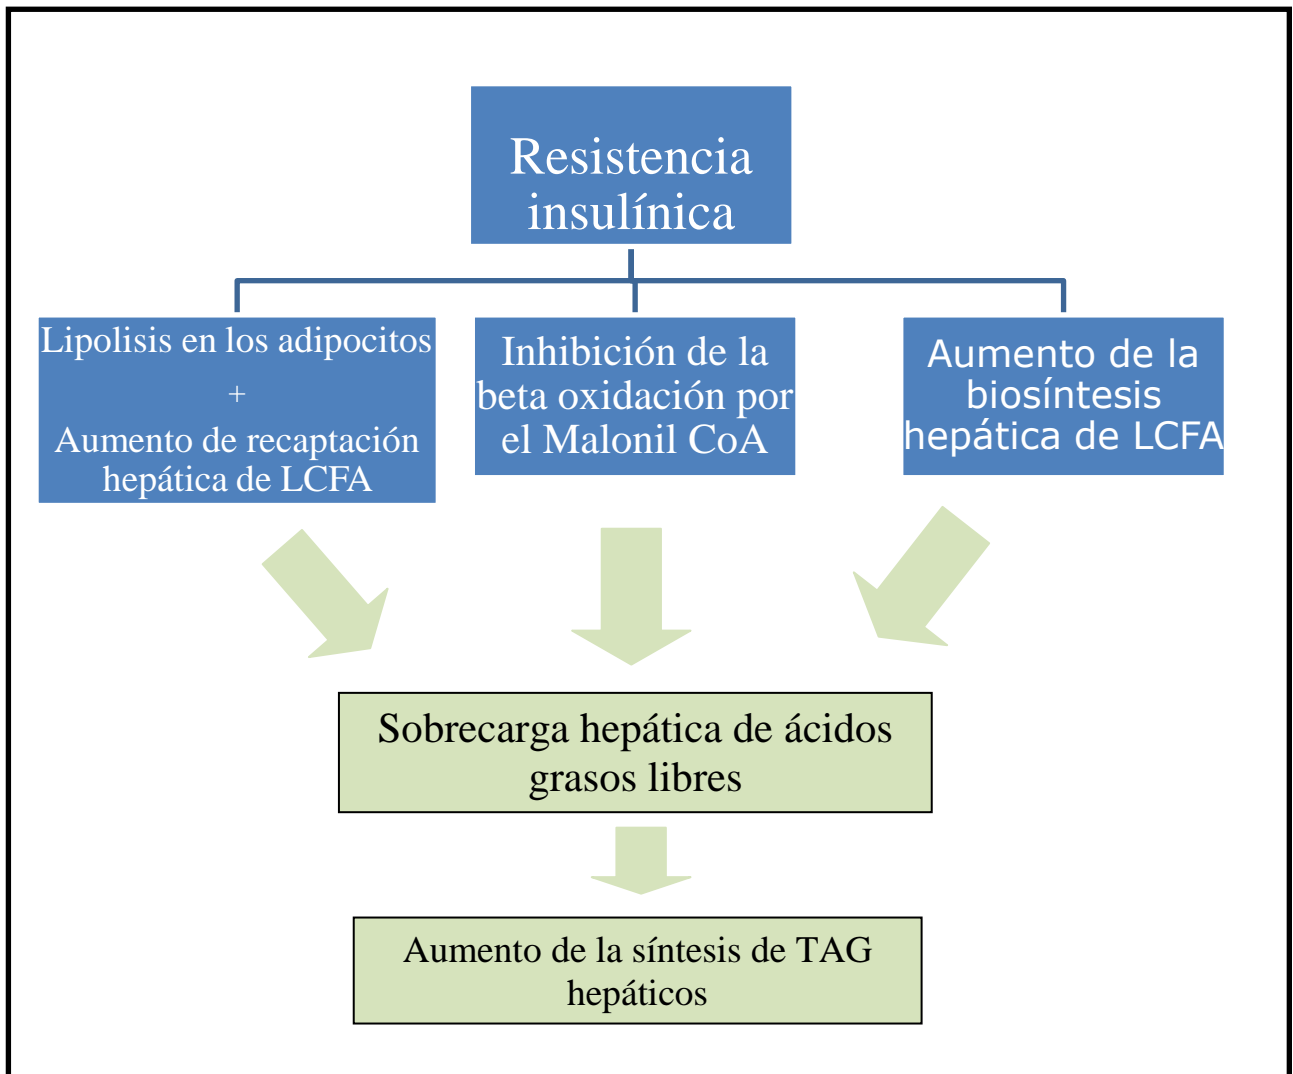 Resistencia
insulínica
Lipolisis en los adipocitos
+
Aumento de recaptación
hepática de LCFA
Inhibición de la
beta oxidación por
el Malonil CoA
Aumento de la
biosíntesis
hepática de LCFA
Sobrecarga hepática de ácidos
grasos libres
Aumento de la síntesis de TAG
hepáticos